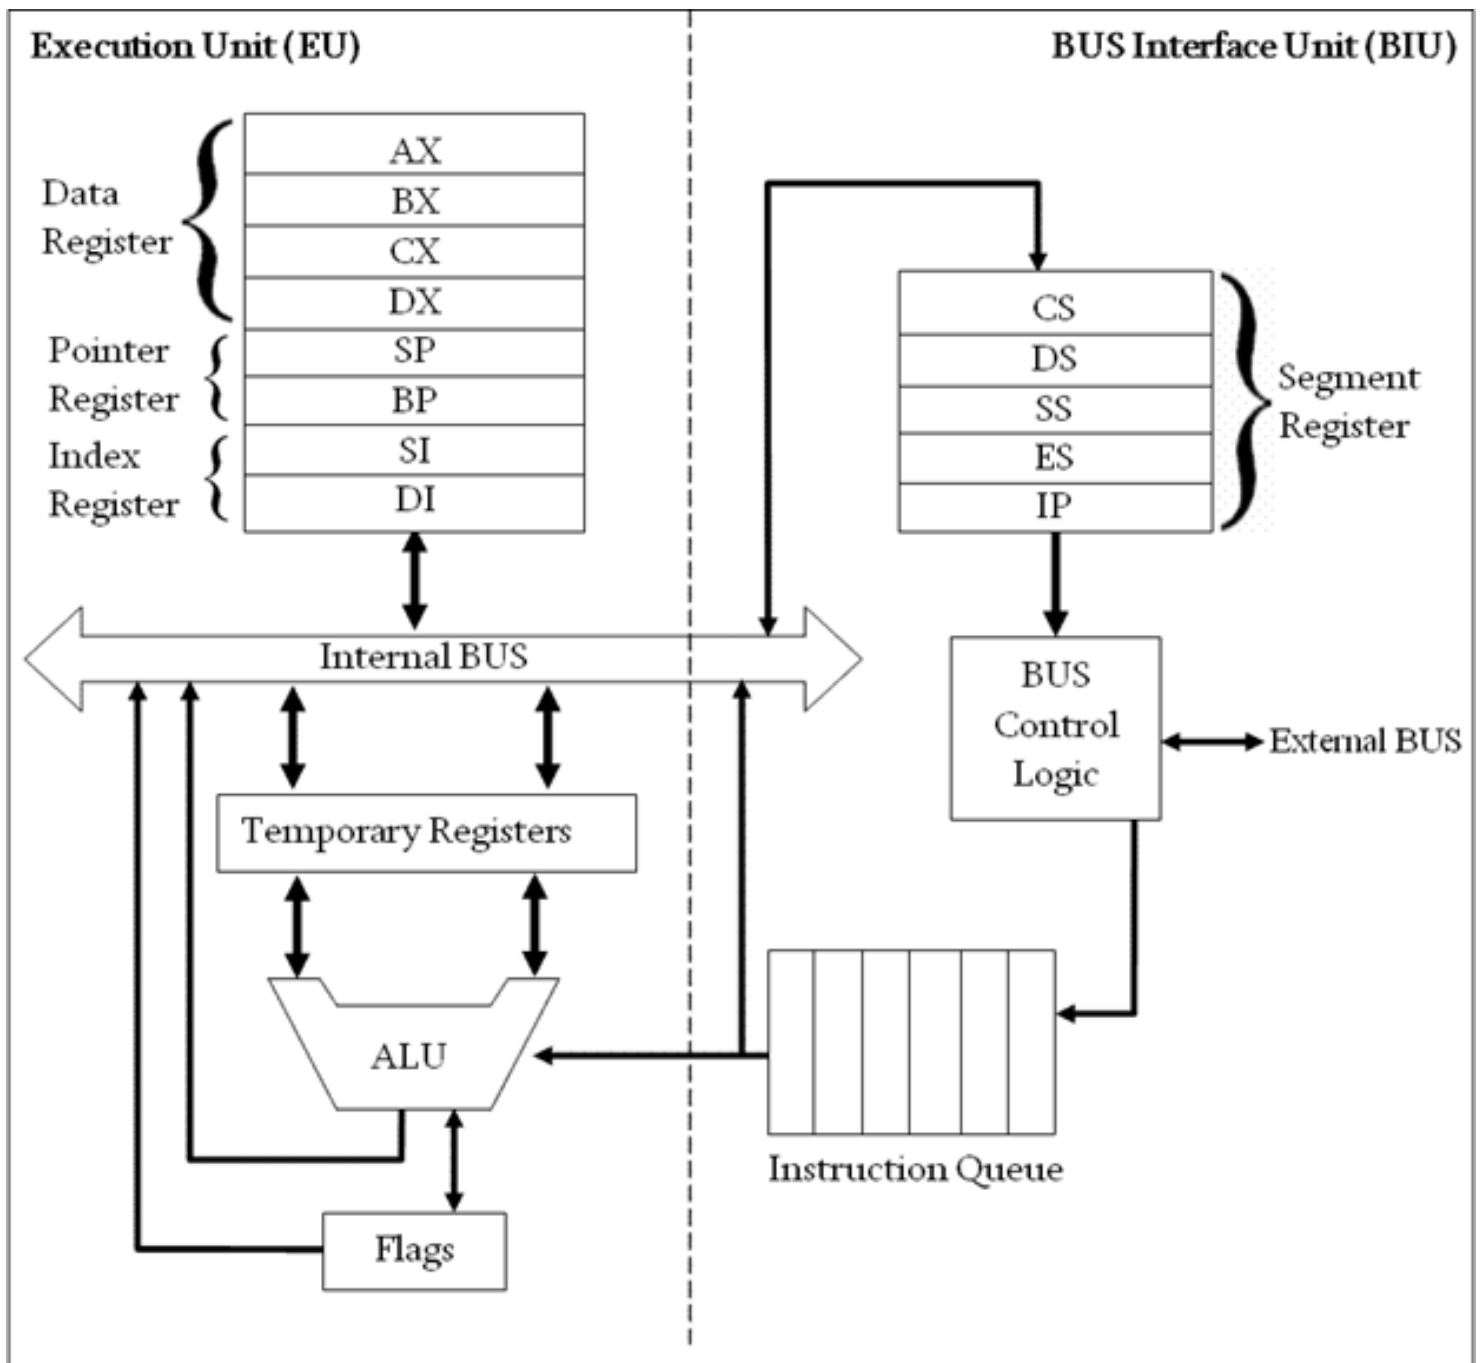 Execution Unit (EU)
BUS Interface Unit (BIU)
Data
Register
AX
BX
CX
DX
Pointer
Register
SP
BP
Index
Register
SI
DI
CS
DS
SS
ES
IP
Segment
Register
Internal BUS
BUS
Control
Logic
External BUS
Temporary Registers
ALU
Instruction Queue
Flags